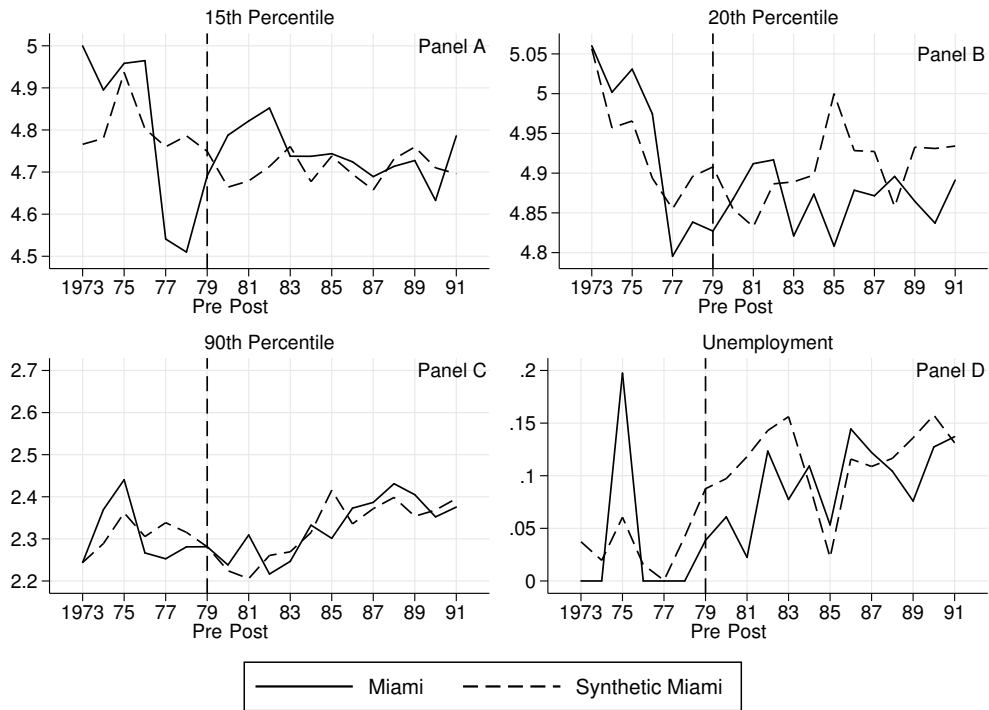 15th Percentile
Panel A
5
4.9
4.8
4.7
4.6
4.5
1973 75 77 79 81 83 85 87 89 91
Pre Post
20th Percentile
Panel B
5.05
5
4.95
4.9
4.85
4.8
1973 75 77 79 81 83 85 87 89 91
Pre Post
90th Percentile
Panel C
2.7
2.6
2.5
2.4
2.3
2.2
1973 75 77 79 81 83 85 87 89 91
Pre Post
Unemployment
Panel D
.2
.15
.1
.05
0
1973 75 77 79 81 83 85 87 89 91
Pre Post
Miami Synthetic Miami